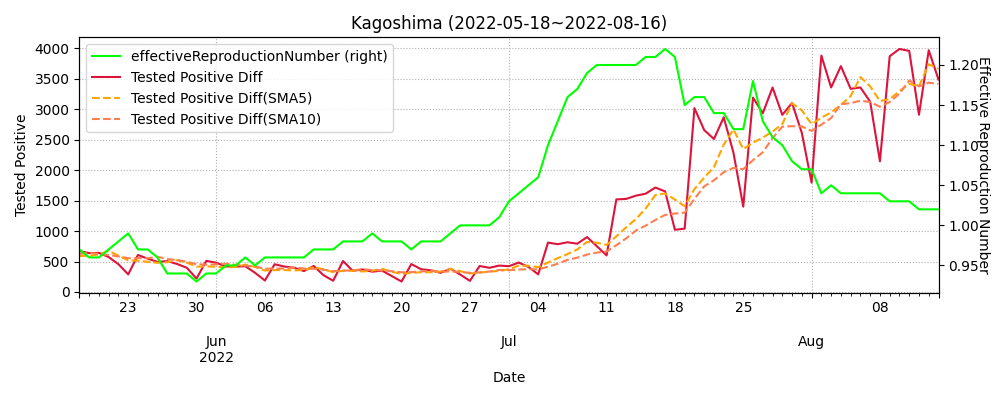 Kagoshima (2022-05-18~2022-08-16)
effectiveReproductionNumber (right)
Tested Positive Diff
Tested Positive Diff(SMA5)
Tested Positive Diff(SMA10)
Tested Positive
4000
3500
3000
2500
2000
1500
1000
500
0
1.20
1.15
1.10
1.05
1.00
0.95
Effective Reproduction Number
23 30 06 13 20 27 04 11 18 25 08
Jun Jul Aug
2022
Date